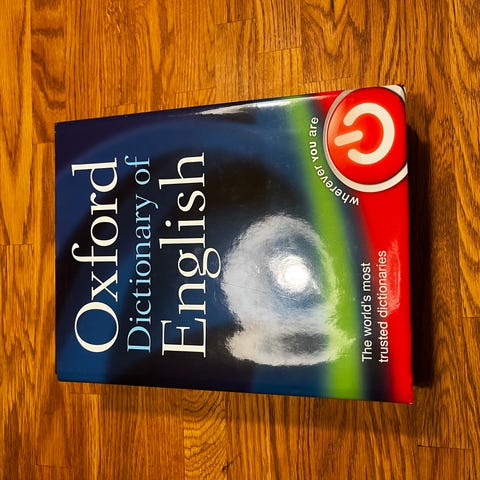 Oxford
Dictionary of
English
wherever you are
The world's most
trusted dictionaries